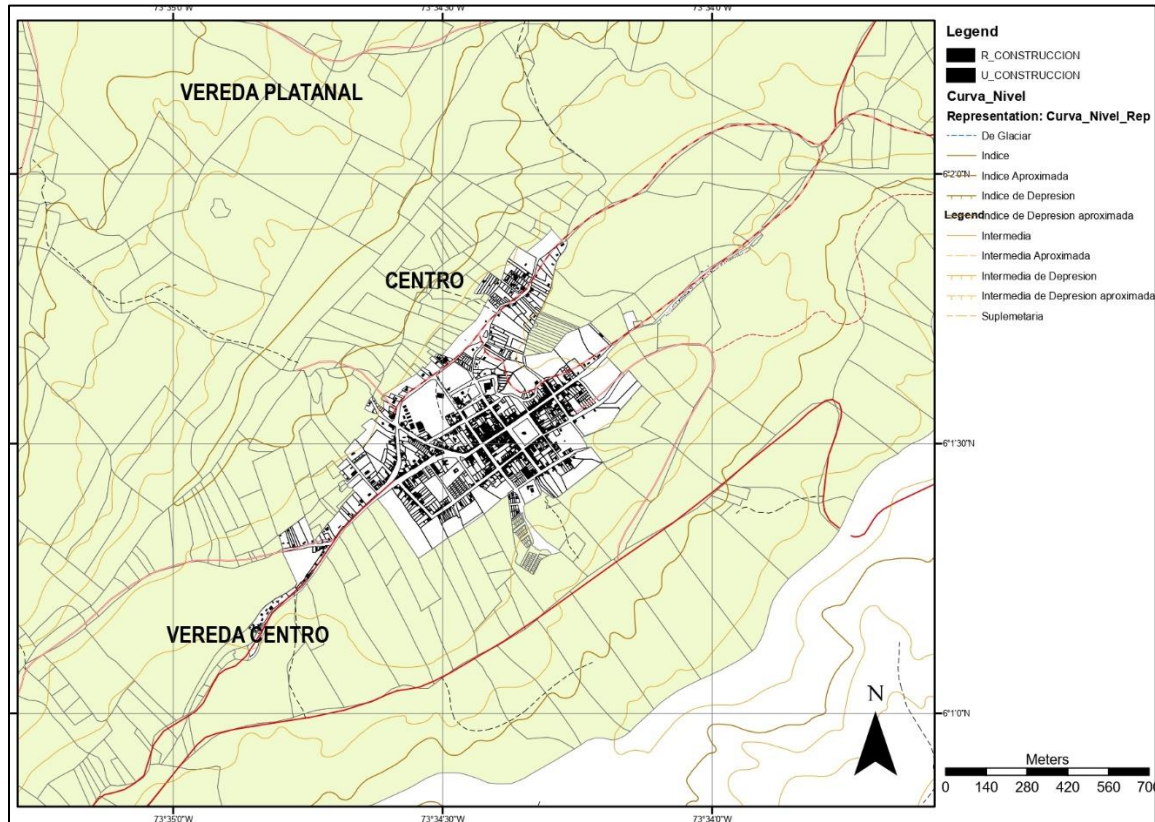 73°35'0"W
73°34'30"W
73°34'0"W
VEREDA PLATANAL
CENTRO
VEREDA CENTRO
6°2'0"N
6°1'30"N
6°1'0"N
N
73°35'0"W
73°34'30"W
73°34'0"W
Legend
R_CONSTRUCCION
U_CONSTRUCCION
Curva_Nivel
Representation: Curva_Nivel_Rep
De Glaciar
Indice
Indice Aproximada
Indice de Depresion
Legend
Indice de Depresion aproximada
Intermedia
Intermedia Aproximada
Intermedia de Depresion
Intermedia de Depresion aproximada
Suplemetaria
Meters
0 140 280 420 560 700